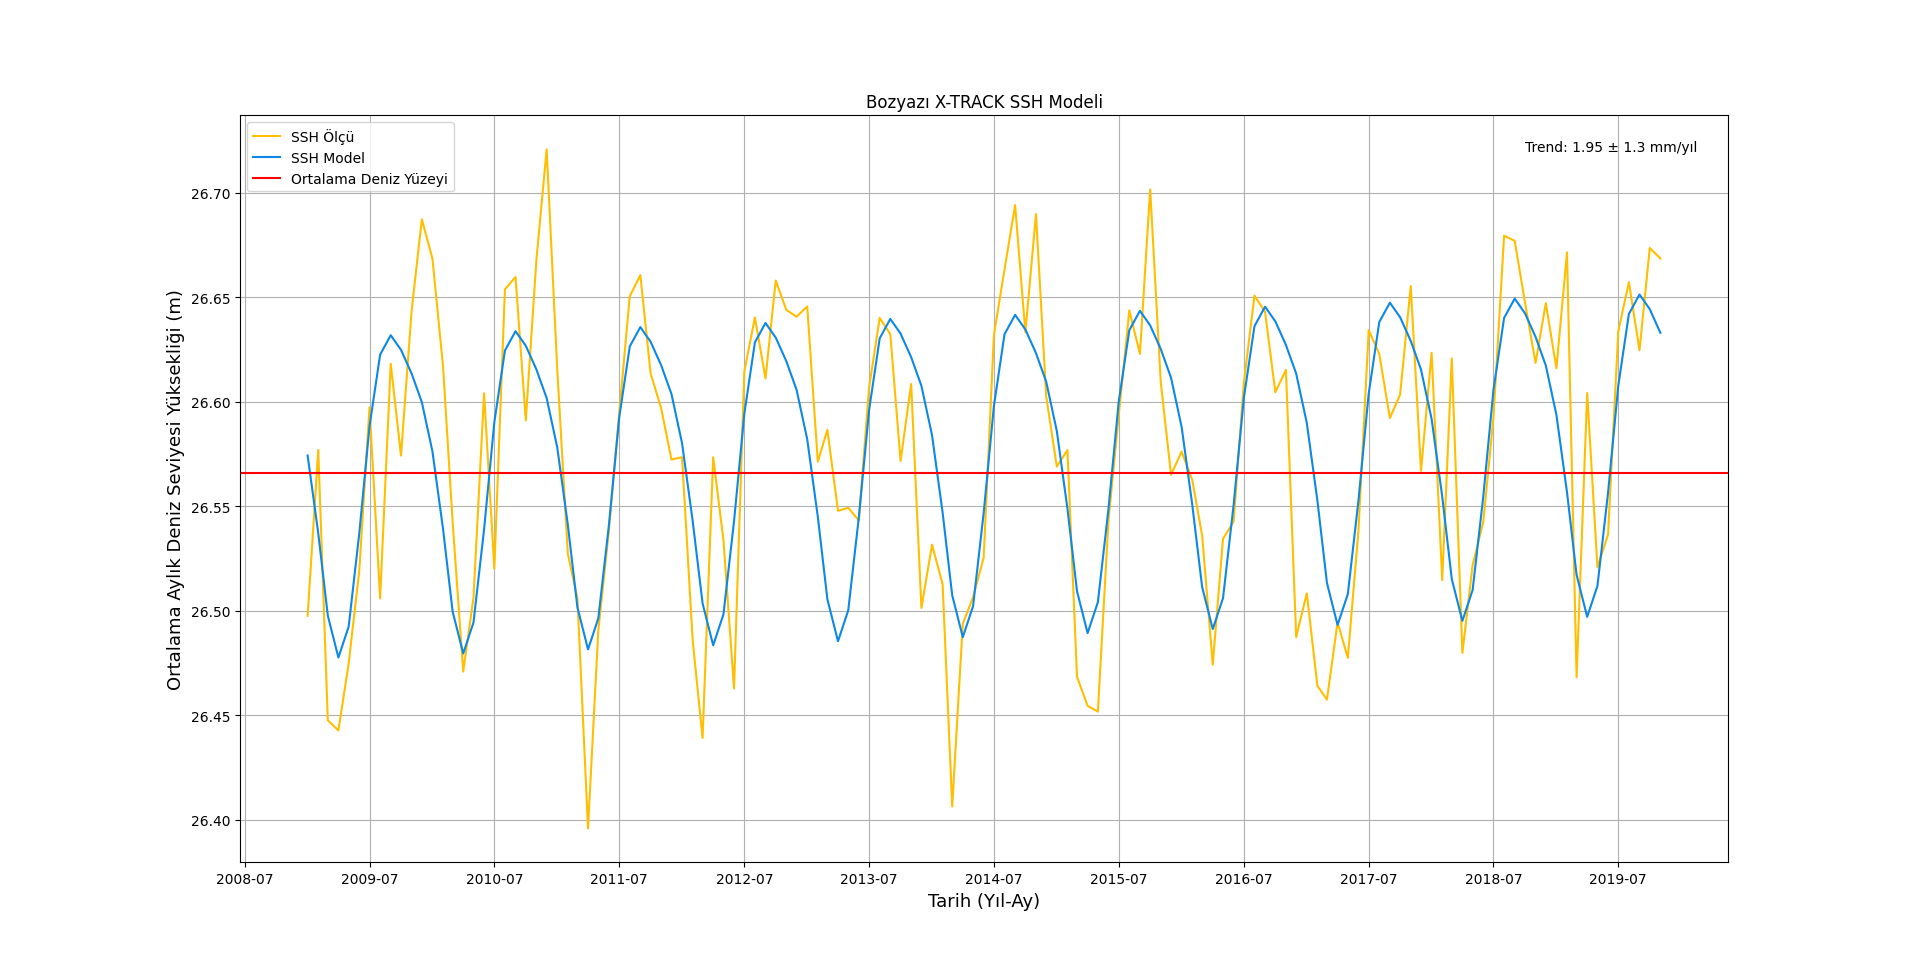 Bozyazı X-TRACK SSH Modeli
SSH Ölçü
SSH Model
Ortalama Deniz Yüzeyi
Trend: 1.95 ± 1.3 mm/yıl
Ortalama Aylık Deniz Seviyesi Yüksekliği (m)
26.70
26.65
26.60
26.55
26.50
26.45
26.40
2008-07 2009-07 2010-07 2011-07 2012-07 2013-07 2014-07 2015-07 2016-07 2017-07 2018-07 2019-07
Tarih (Yıl-Ay)